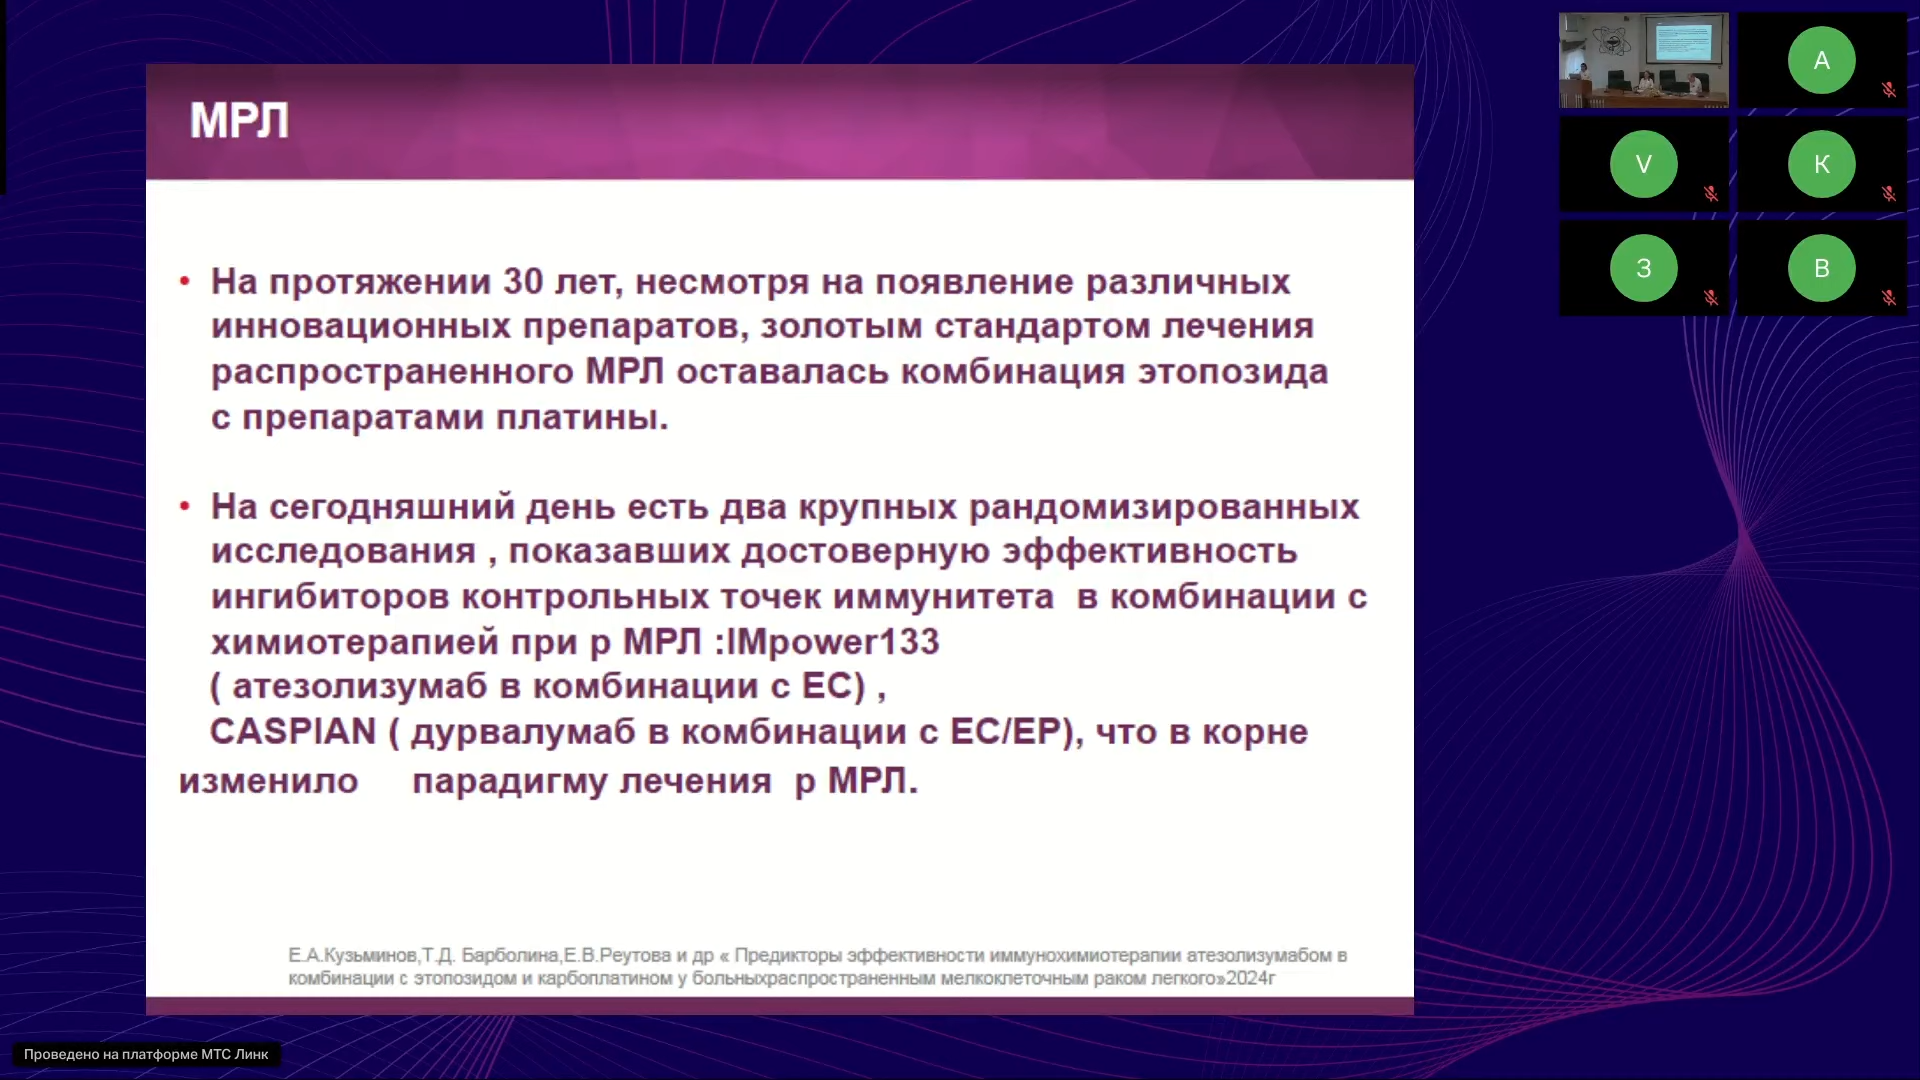 МРЛ
• На протяжении 30 лет, несмотря на появление различных
инновационных препаратов, золотым стандартом лечения
распространенного МРЛ оставалась комбинация этопозида
с препаратами платины.
• На сегодняшний день есть два крупных рандомизированных
исследования , показавших достоверную эффективность
ингибиторов контрольных точек иммунитета в комбинации с
химиотерапией при р МРЛ :IMpower133
( атезолизумаб в комбинации с ЕС) ,
CASPIAN ( дурвалумаб в комбинации с EC/EP), что в корне
изменило парадигму лечения р МРЛ.
Е.А.Кузьминов,Т.Д. Барболина,Е.В.Реутова и др « Предикторы эффективности иммунохимиотерапии атезолизумабом в
комбинации с этопозидом и карбоплатином у больныхраспространенным мелкоклеточным раком легкого»2024г
A
V
K
З
В
Проведено на платформе МТС Линк